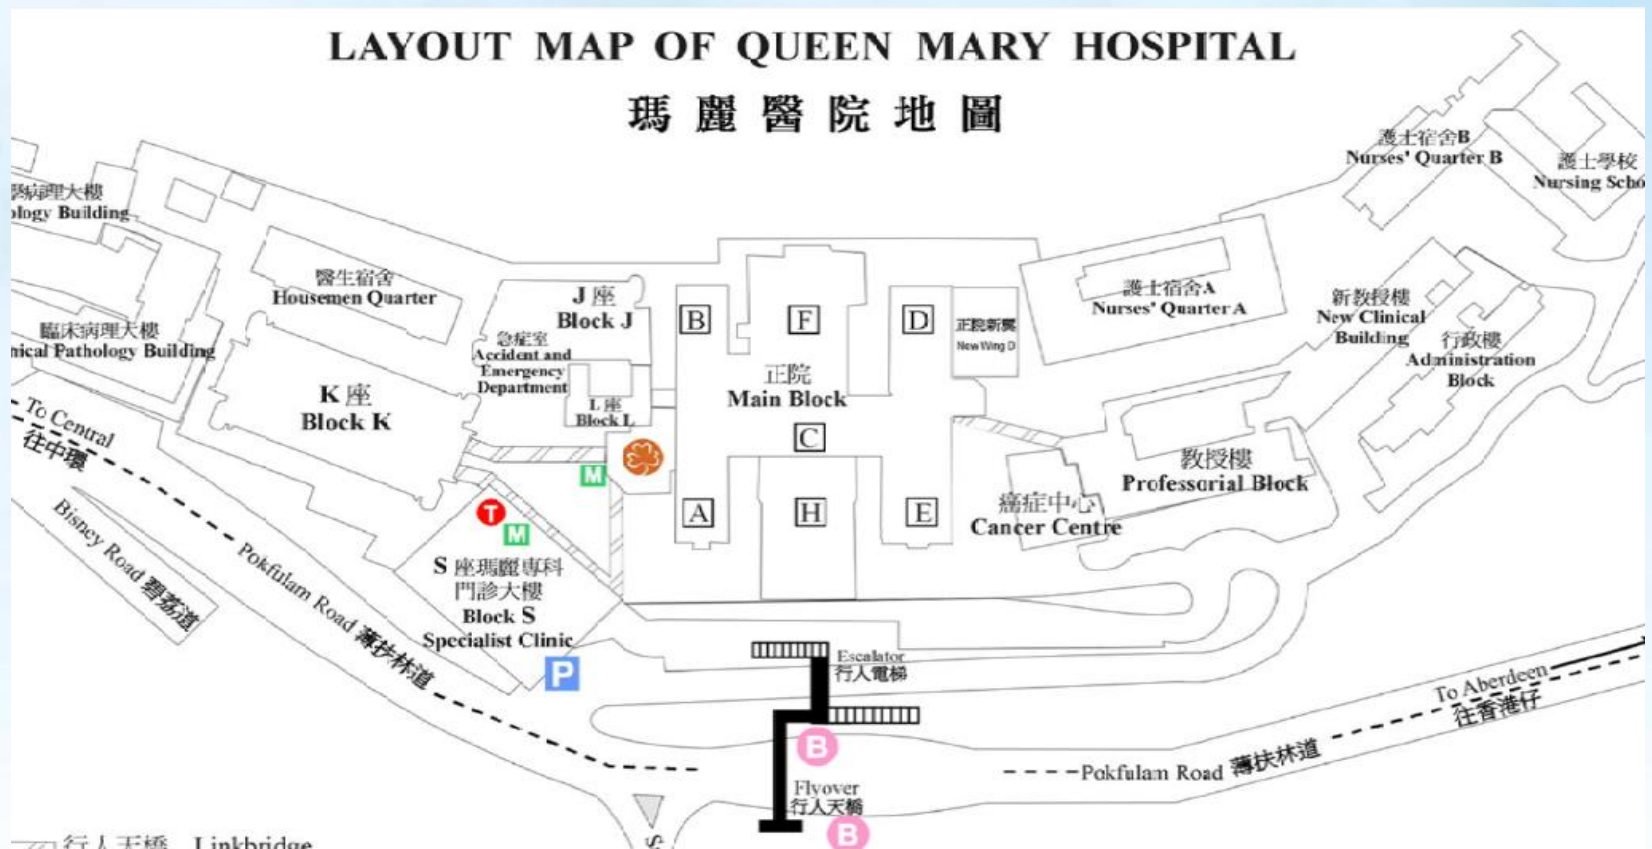 LAYOUT MAP OF QUEEN MARY HOSPITAL
瑪麗醫院地圖
護士宿舍B
Nurses' Quarter B
護士學校
Nursing Scho
學病理大樓
ology Building
醫生宿舍
Housemen Quarter
臨床病理大樓
nical Pathology Building
J 座
Block J
急症室
Accident and
Emergency
Department
L 座
Block L
K 座
Block K
B
F
D
正院新翼
New Wing D
正院
Main Block
C
A
H
E
護士宿舍A
Nurses' Quarter A
新教授樓
New Clinical
Building
行政樓
Administration
Block
教授樓
Professorial Block
癌症中心
Cancer Centre
To Central
往中環
Bisney Road 碧荔道
Pokfulam Road 薄扶林道
M
T
M
S 座瑪麗專科
門診大樓
Block S
Specialist Clinic
P
Escalator
行人電梯
B
Flyover
行人天橋
B
To Aberdeen
往香港仔
Pokfulam Road 薄扶林道
S
行人天橋 Linkbridge